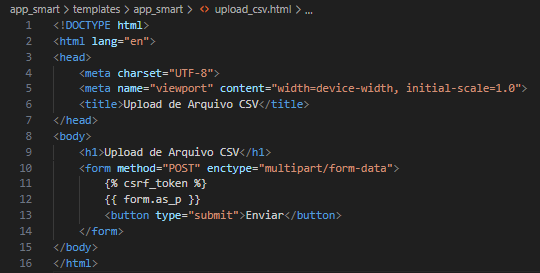 app_smart > templates > app_smart > <> upload_csv.html > ...
1 <!DOCTYPE html>
2 <html lang="en">
3 <head>
4     <meta charset="UTF-8">
5     <meta name="viewport" content="width=device-width, initial-scale=1.0">
6     <title>Upload de Arquivo CSV</title>
7 </head>
8 <body>
9     <h1>Upload de Arquivo CSV</h1>
10     <form method="POST" enctype="multipart/form-data">
11         {% csrf_token %}
12         {{ form.as_p }}
13         <button type="submit">Enviar</button>
14     </form>
15 </body>
16 </html>